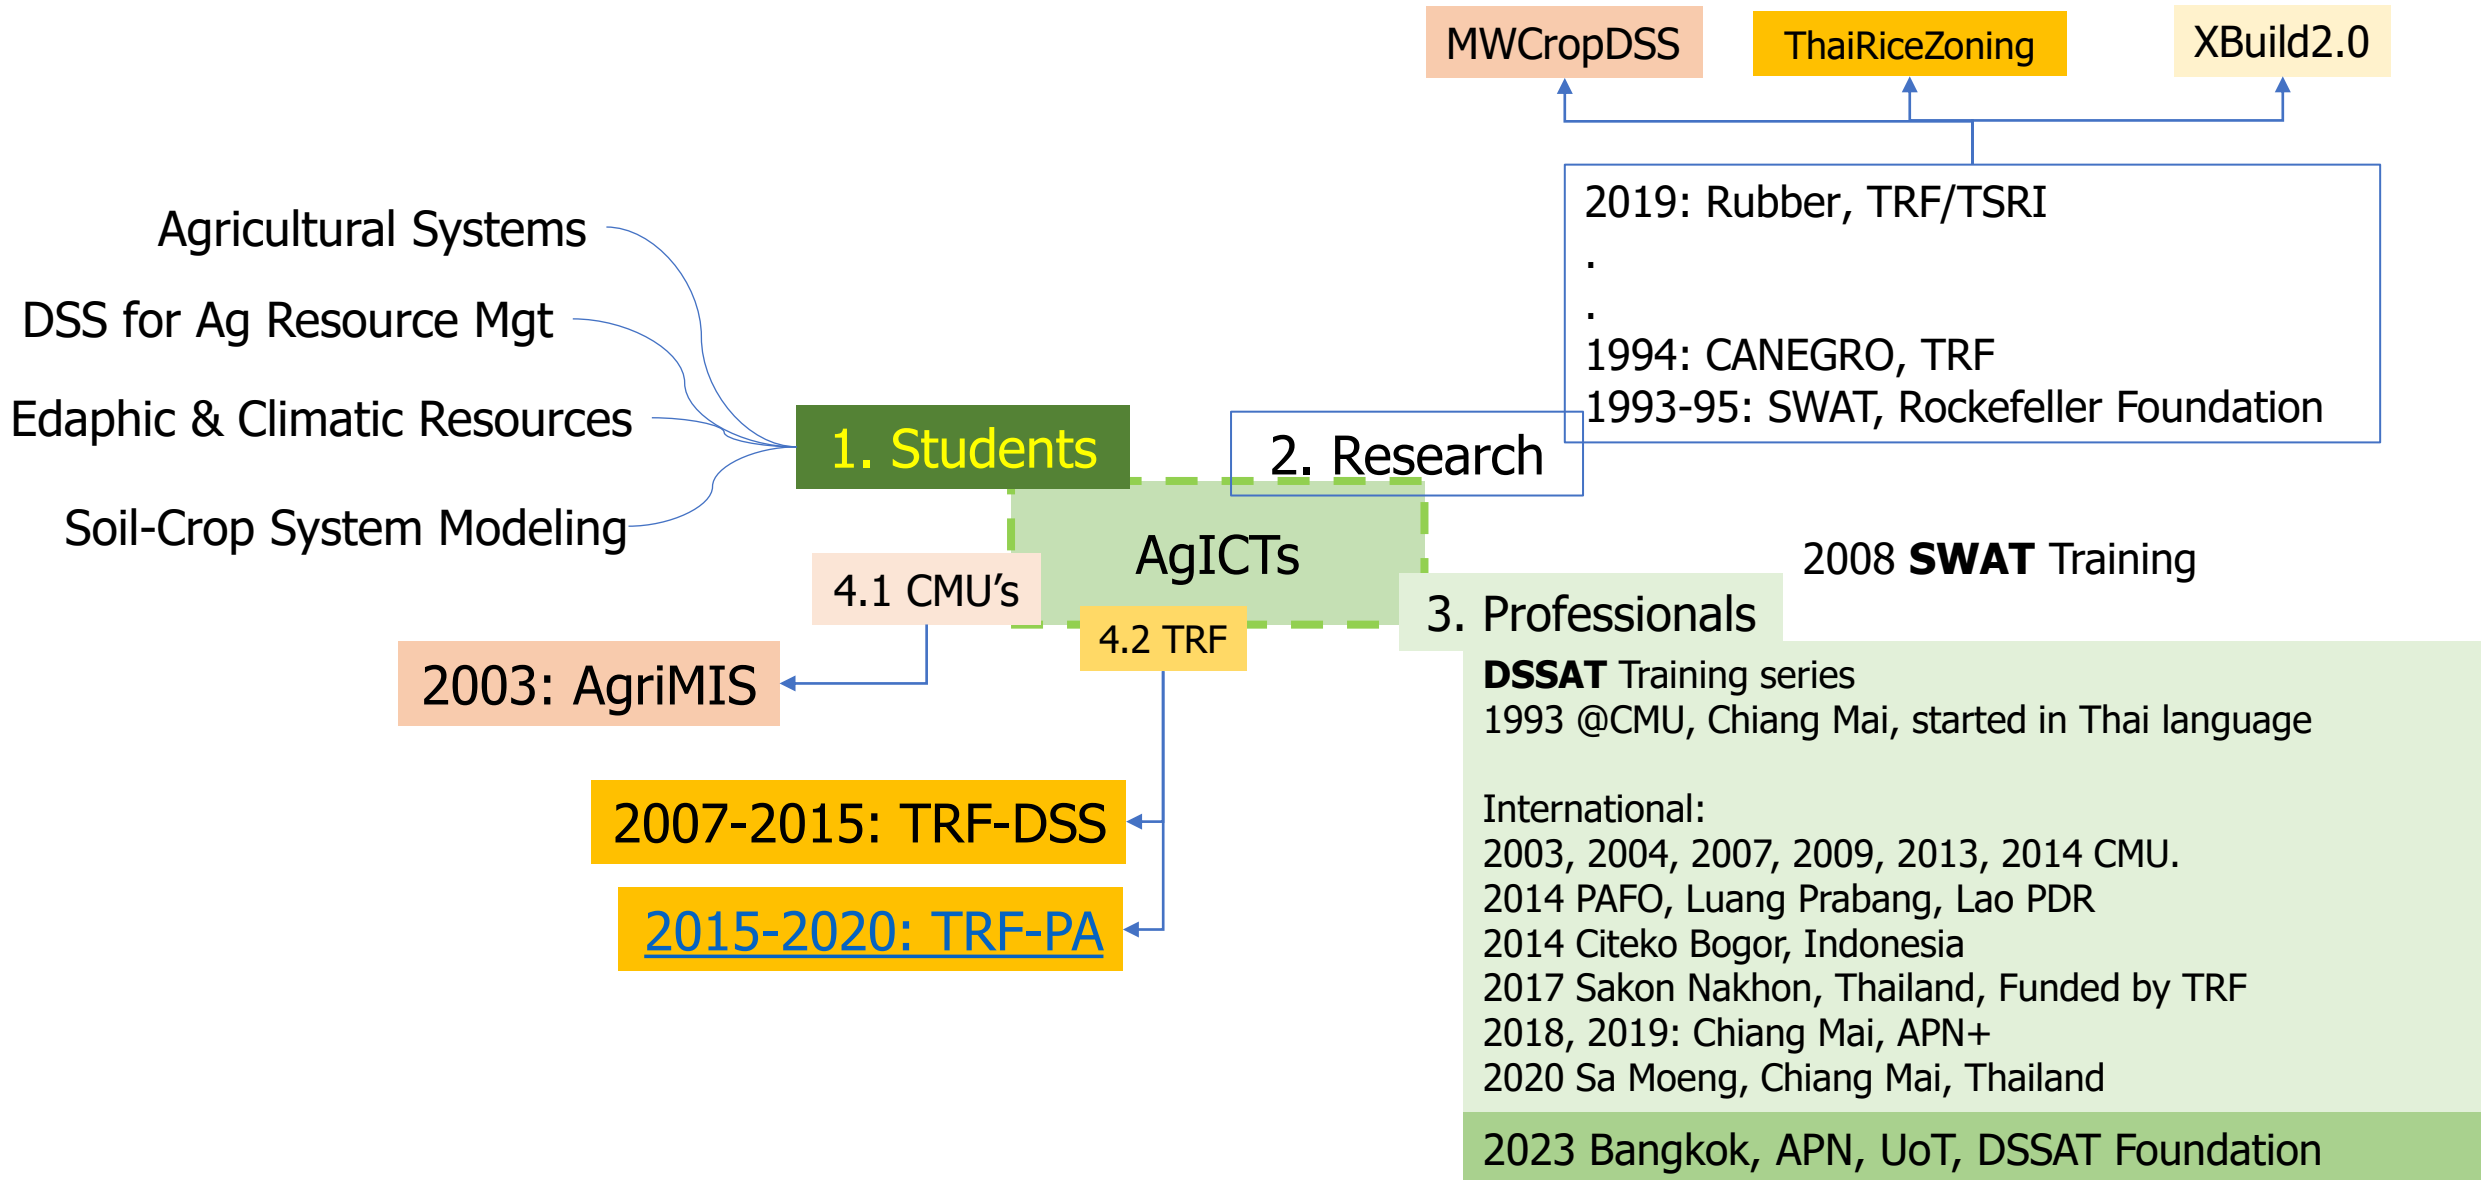 MWCropDSS
ThaiRiceZoning
XBuild2.0
2019: Rubber, TRF/TSRI
.
.
1994: CANEGRO, TRF
1993-95: SWAT, Rockefeller Foundation
Agricultural Systems
DSS for Ag Resource Mgt
Edaphic & Climatic Resources
Soil-Crop System Modeling
1. Students
2. Research
AgICTs
2008 SWAT Training
4.1 CMU’s
4.2 TRF
3. Professionals
2003: AgriMIS
2007-2015: TRF-DSS
2015-2020: TRF-PA
DSSAT Training series
1993 @CMU, Chiang Mai, started in Thai language
International:
2003, 2004, 2007, 2009, 2013, 2014 CMU.
2014 PAFO, Luang Prabang, Lao PDR
2014 Citeko Bogor, Indonesia
2017 Sakon Nakhon, Thailand, Funded by TRF
2018, 2019: Chiang Mai, APN+
2020 Sa Moeng, Chiang Mai, Thailand
2023 Bangkok, APN, UoT, DSSAT Foundation